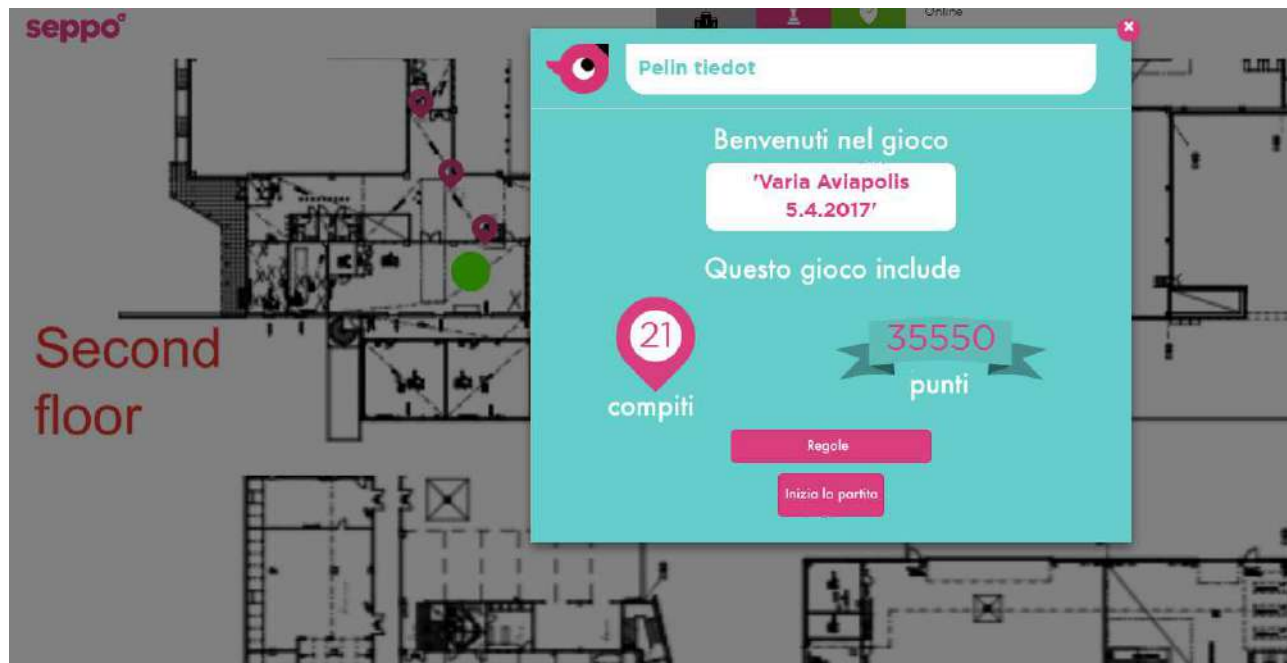 seppo
Online
Pelin tiedot
Benvenuti nel gioco
'Varia Aviapolis
5.4.2017'
Questo gioco include
21
compiti
35550
punti
Regole
Inizia la partita
Second
floor